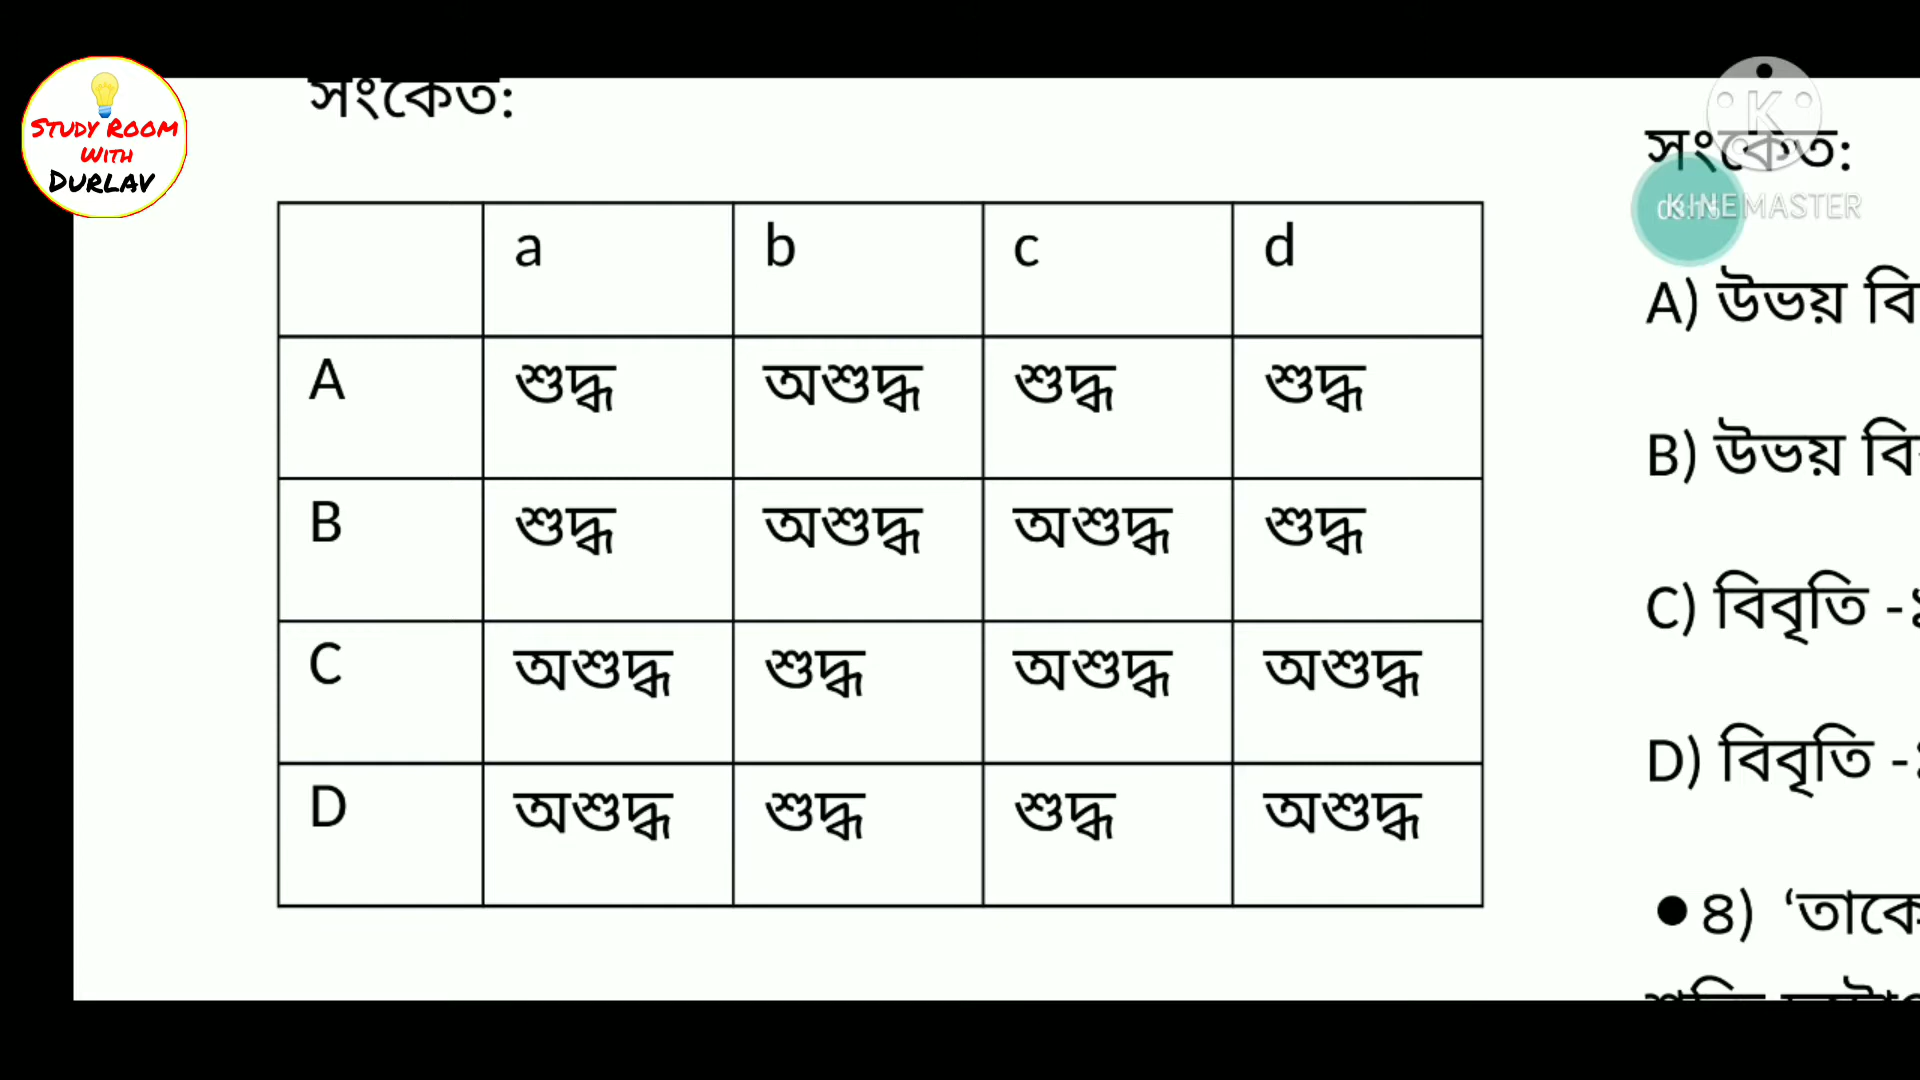 STUDY ROOM
WITH
DURLAV
সংকেত:
a b c d
A শুদ্ধ অশুদ্ধ শুদ্ধ শুদ্ধ
B শুদ্ধ অশুদ্ধ অশুদ্ধ শুদ্ধ
C অশুদ্ধ শুদ্ধ অশুদ্ধ অশুদ্ধ
D অশুদ্ধ শুদ্ধ শুদ্ধ অশুদ্ধ
K
KINEMASTER
সংকেত:
A) উভয়
B) উভয়
C) বিবৃতি -
D) বিবৃতি -
●৪) ‘তাকে